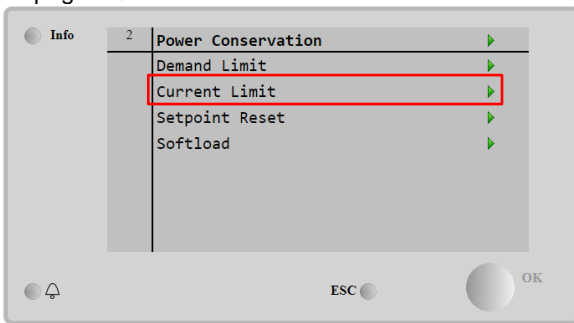 Info
2 Power Conservation
Demand Limit
Current Limit
Setpoint Reset
Softload
OK
ESC